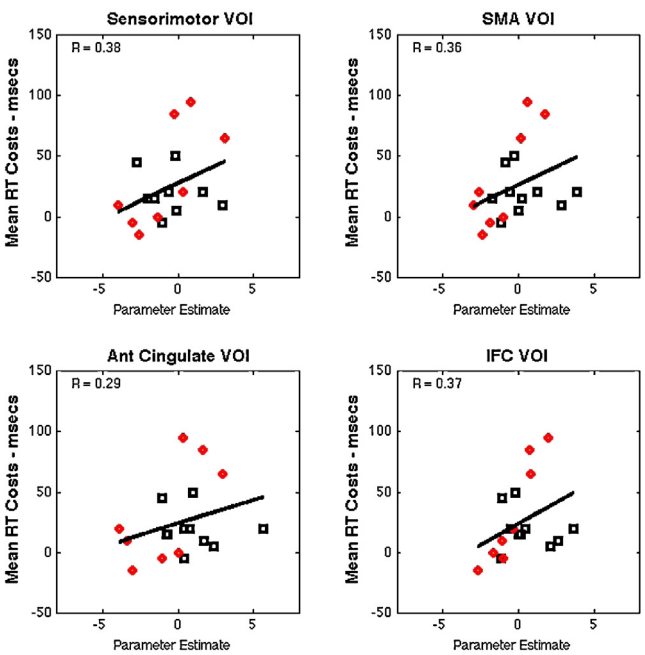 Sensorimotor VOI
R = 0.38
Mean RT Costs - msecs
150
100
50
0
-50
-5 0 5
Parameter Estimate
SMA VOI
R = 0.36
Mean RT Costs - msecs
150
100
50
0
-50
-5 0 5
Parameter Estimate
Ant Cingulate VOI
R = 0.29
Mean RT Costs - msecs
150
100
50
0
-50
-5 0 5
Parameter Estimate
IFC VOI
R = 0.37
Mean RT Costs - msecs
150
100
50
0
-50
-5 0 5
Parameter Estimate